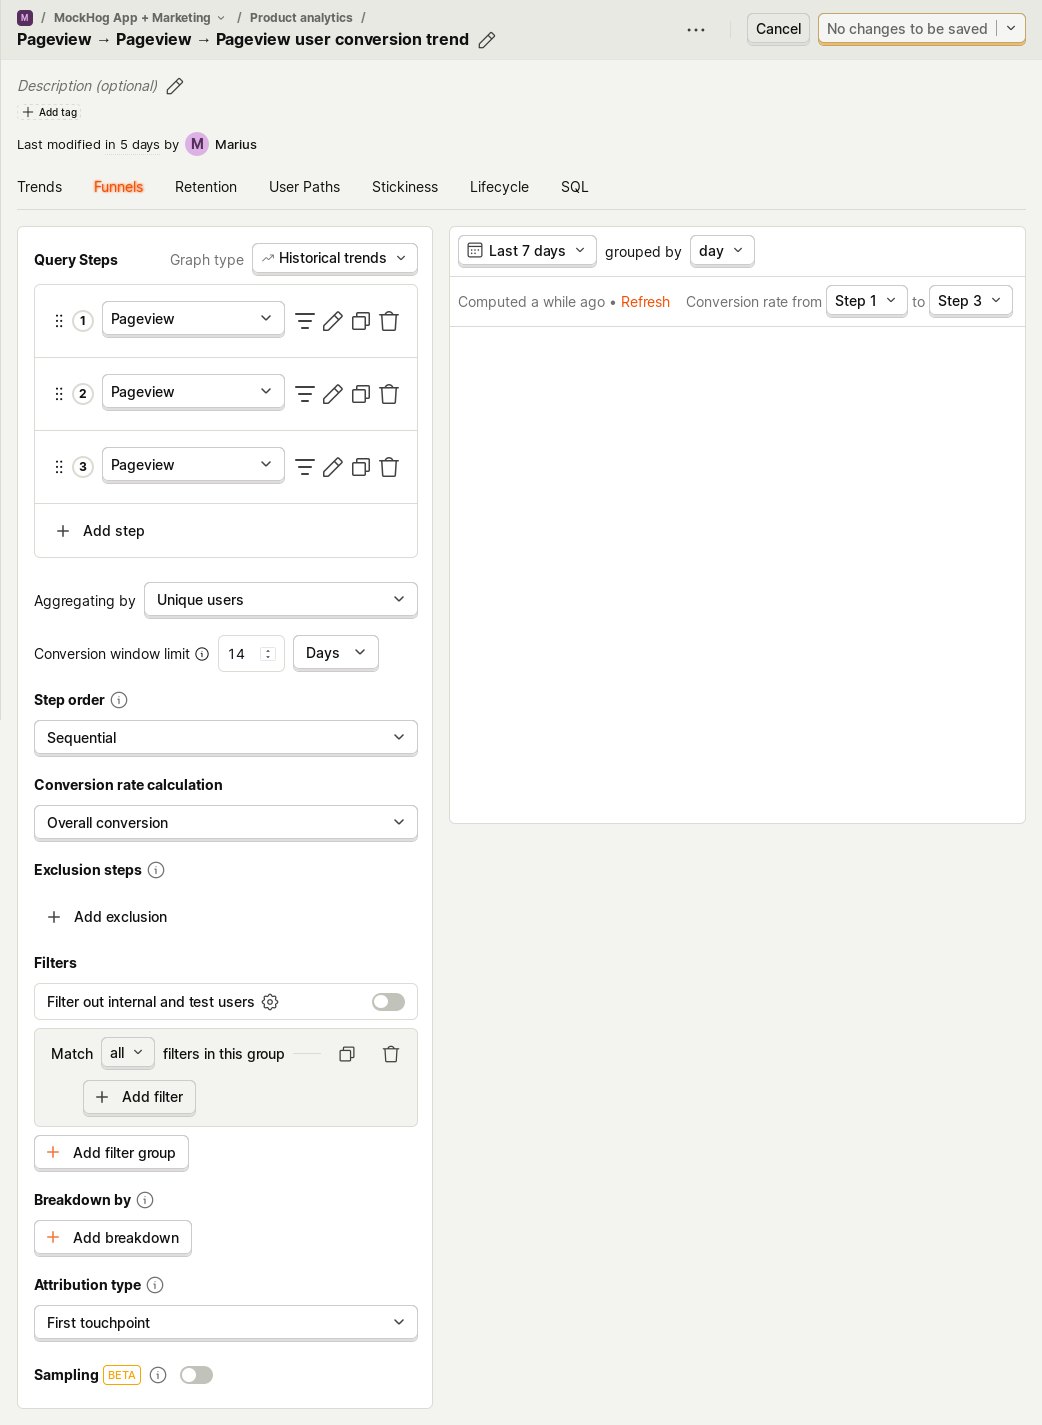 M / MockHog App + Marketing / Product analytics /
Pageview → Pageview → Pageview user conversion trend
Cancel
No changes to be saved
Description (optional)
Add tag
Last modified in 5 days by M Marius
Trends Funnels Retention User Paths Stickiness Lifecycle SQL
Query Steps Graph type Historical trends
1 Pageview
2 Pageview
3 Pageview
Add step
Aggregating by Unique users
Conversion window limit 14 Days
Step order
Sequential
Conversion rate calculation
Overall conversion
Exclusion steps
Add exclusion
Filters
Filter out internal and test users
Match all filters in this group
Add filter
Add filter group
Breakdown by
Add breakdown
Attribution type
First touchpoint
Sampling BETA
Last 7 days grouped by day
Computed a while ago • Refresh Conversion rate from Step 1 to Step 3